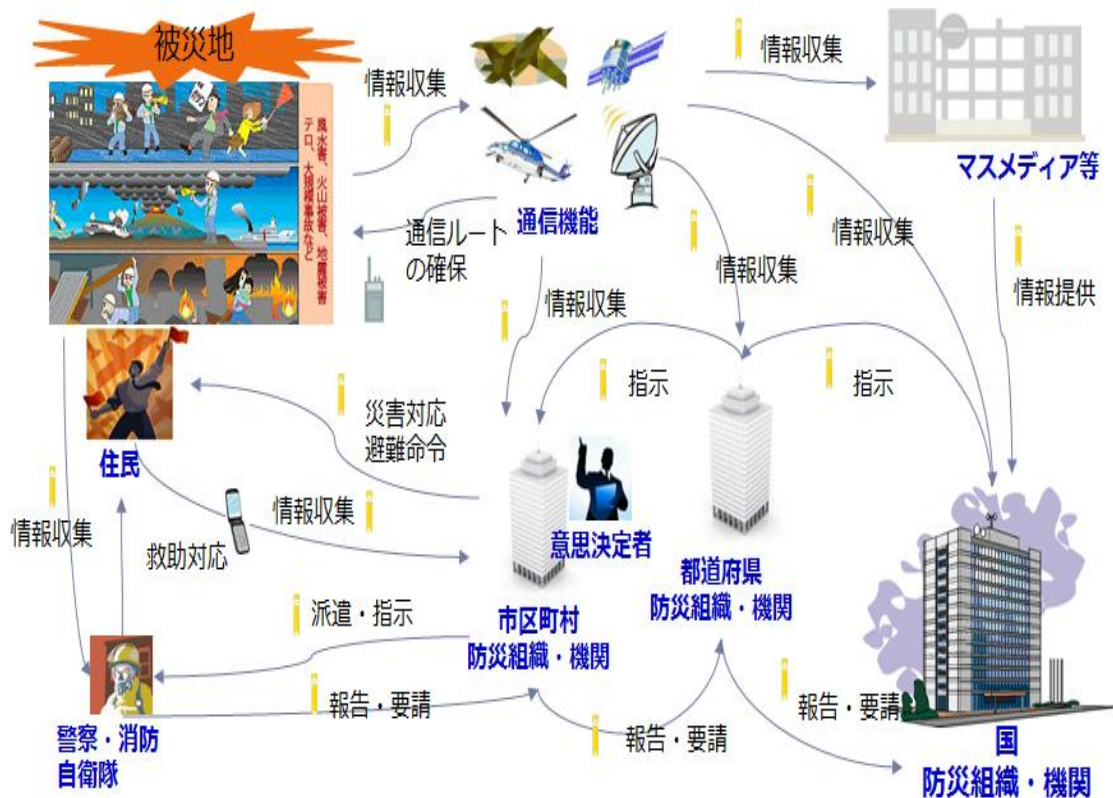 被災地
風水害、火山被害、地震被害
テロ、大規模事故など
情報収集
情報収集
マスメディア等
通信機能
通信ルート
の確保
情報収集
情報収集
情報収集
情報提供
指示
指示
災害対応
避難命令
住民
情報収集
情報収集
救助対応
意思決定者
都道府県
防災組織・機関
派遣・指示
市区町村
防災組織・機関
報告・要請
報告・要請
報告・要請
警察・消防
自衛隊
国
防災組織・機関